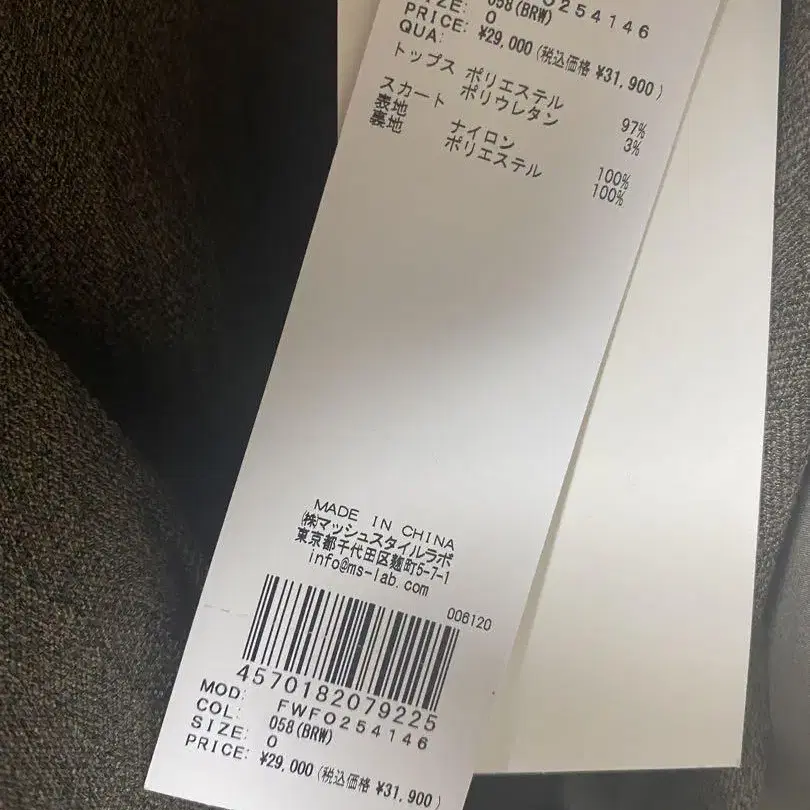 058(BRW)
254146
SIZE: 0
PRICE: ¥29,000(税込価格 ¥31,900)
QUA:
トップス ポリエステル 97%
ポリウレタン 3%
スカート
表地 ナイロン 100%
裏地 ポリエステル 100%
MADE IN CHINA
㈱マッシュスタイルラボ
東京都千代田区麹町5-7-1
info@ms-lab.com
006120
4570182079225
MOD: FWFO254146
COL: 058(BRW)
SIZE: 0
PRICE: ¥29,000(税込価格 ¥31,900)